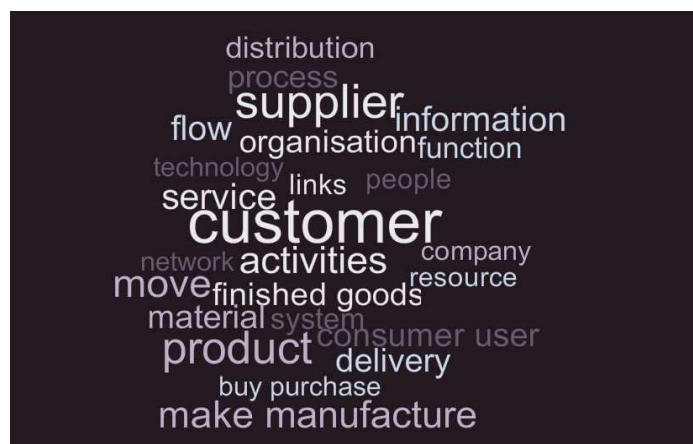 distribution
process
supplier
information
flow
organisation
function
technology
links
people
service
customer
company
network
activities
resource
move
finished goods
material
system
consumer user
product
delivery
buy purchase
make manufacture